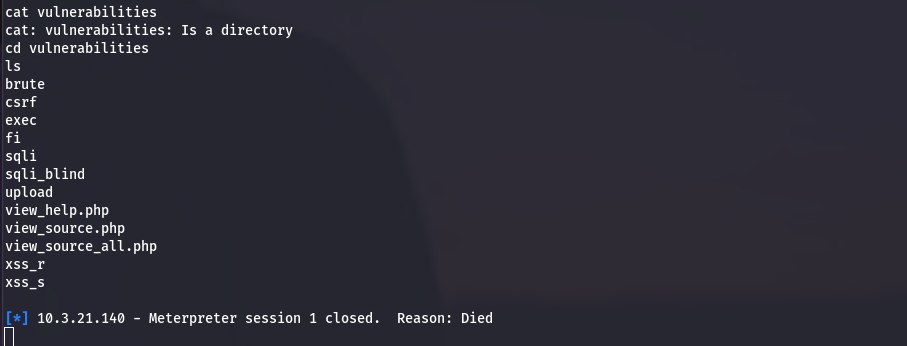 cat vulnerabilities
cat: vulnerabilities: Is a directory
cd vulnerabilities
ls
brute
csrf
exec
fi
sqli
sqli_blind
upload
view_help.php
view_source.php
view_source_all.php
xss_r
xss_s
[*] 10.3.21.140 - Meterpreter session 1 closed.  Reason: Died